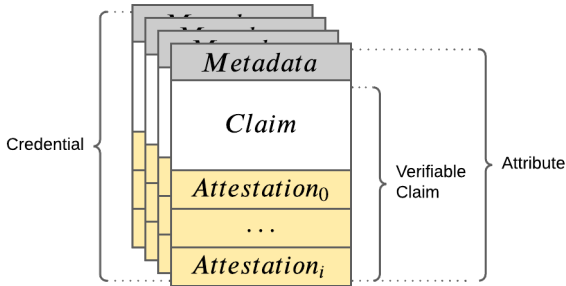 Metadata
Claim
Credential
Verifiable
Claim
Attribute
Attestation₀
...
Attestationᵢ